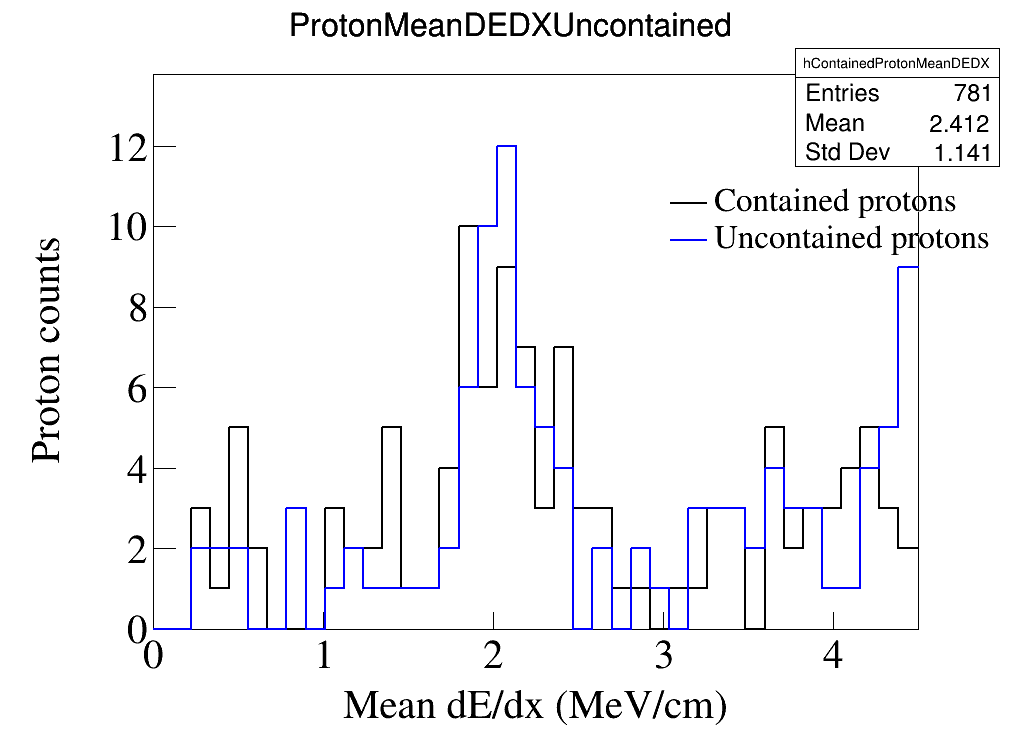 ProtonMeanDEDXUncontained
hContainedProtonMeanDEDX
Entries 781
Mean 2.412
Std Dev 1.141
Contained protons
Uncontained protons
Proton counts
12
10
8
6
4
2
0
0 1 2 3 4
Mean dE/dx (MeV/cm)